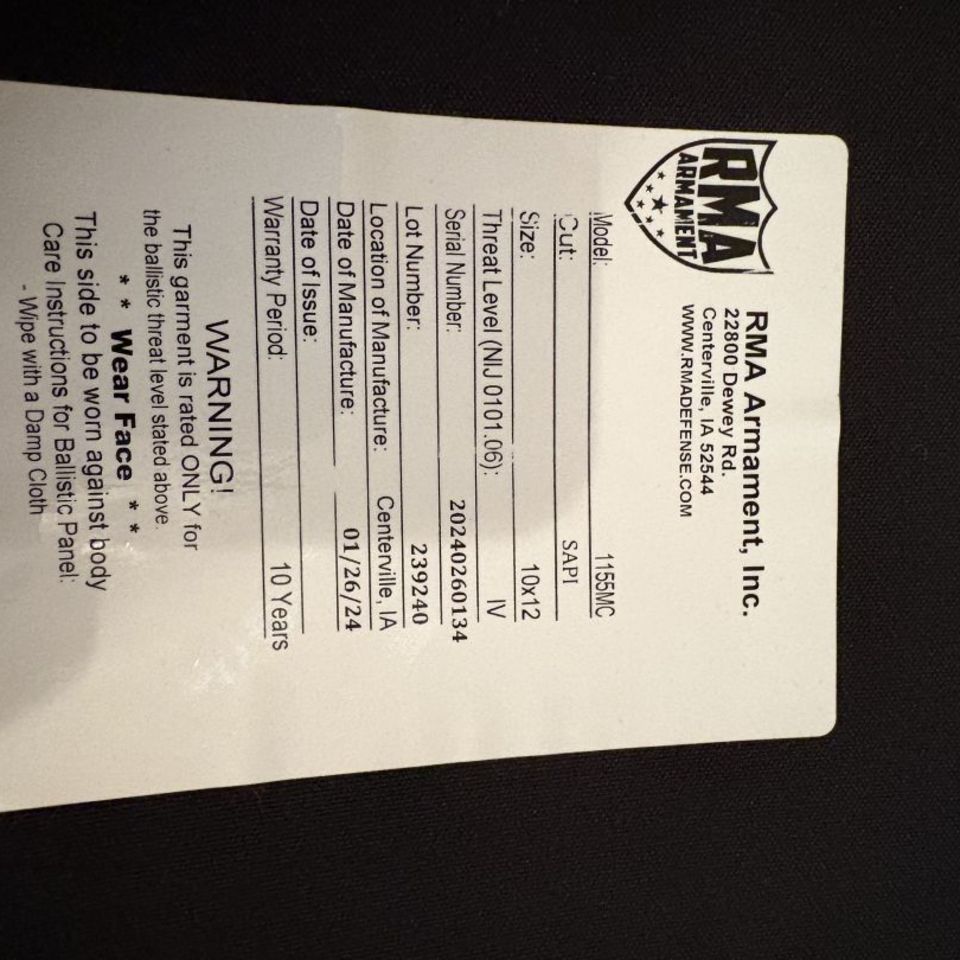 RMA
ARMAMENT
RMA Armament, Inc.
22800 Dewey Rd.
Centerville, IA 52544
WWW.RMADEFENSE.COM
Model: 1155MC
Cut: SAPI
Size: 10x12
Threat Level (NIJ 0101.06): IV
Serial Number: 20240260134
Lot Number: 239240
Location of Manufacture: Centerville, IA
Date of Manufacture: 01/26/24
Date of Issue:
Warranty Period: 10 Years
WARNING!
This garment is rated ONLY for
the ballistic threat level stated above.
* * Wear Face * *
This side to be worn against body
Care Instructions for Ballistic Panel:
- Wipe with a Damp Cloth